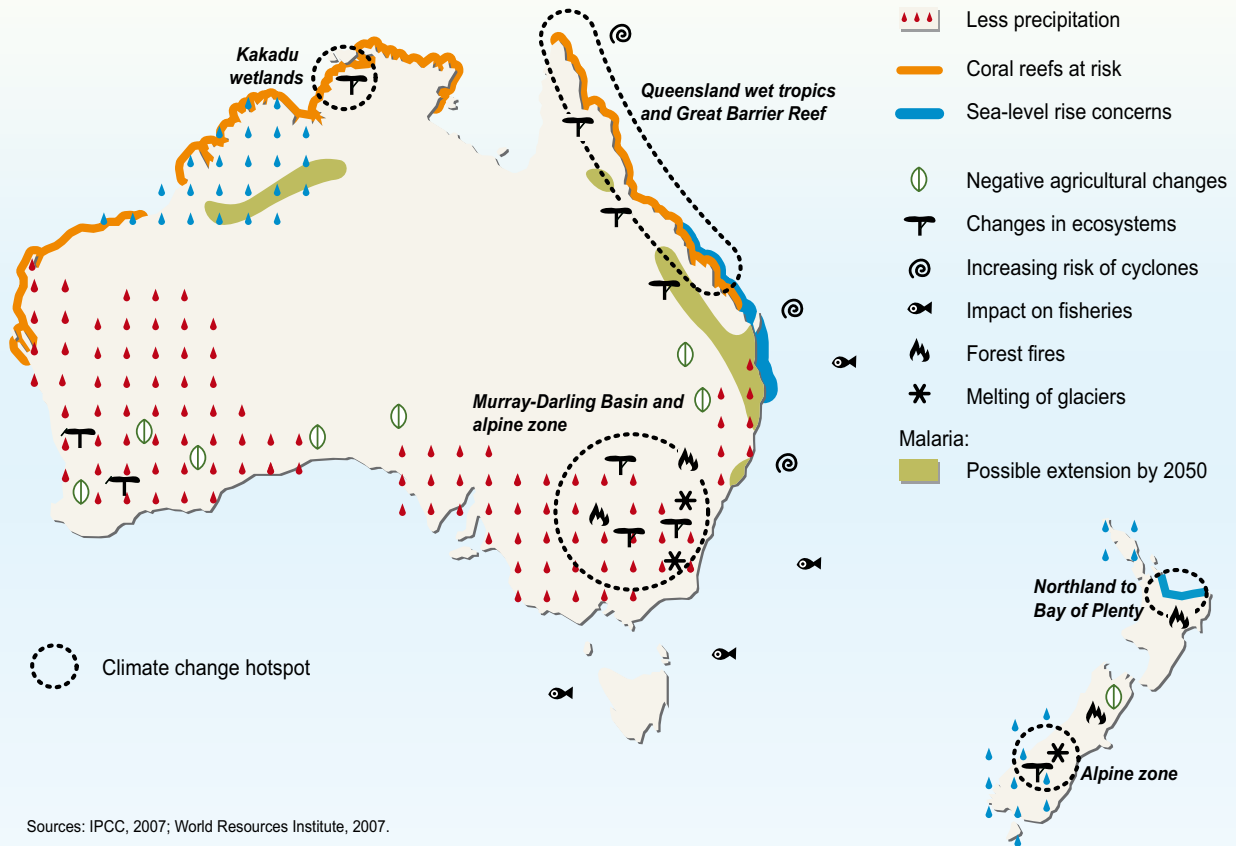 Kakadu
wetlands
Queensland wet tropics
and Great Barrier Reef
Less precipitation
Coral reefs at risk
Sea-level rise concerns
Negative agricultural changes
Changes in ecosystems
Increasing risk of cyclones
Impact on fisheries
Forest fires
Melting of glaciers
Malaria:
Possible extension by 2050
Murray-Darling Basin and
alpine zone
Northland to
Bay of Plenty
Alpine zone
Climate change hotspot
Sources: IPCC, 2007; World Resources Institute, 2007.